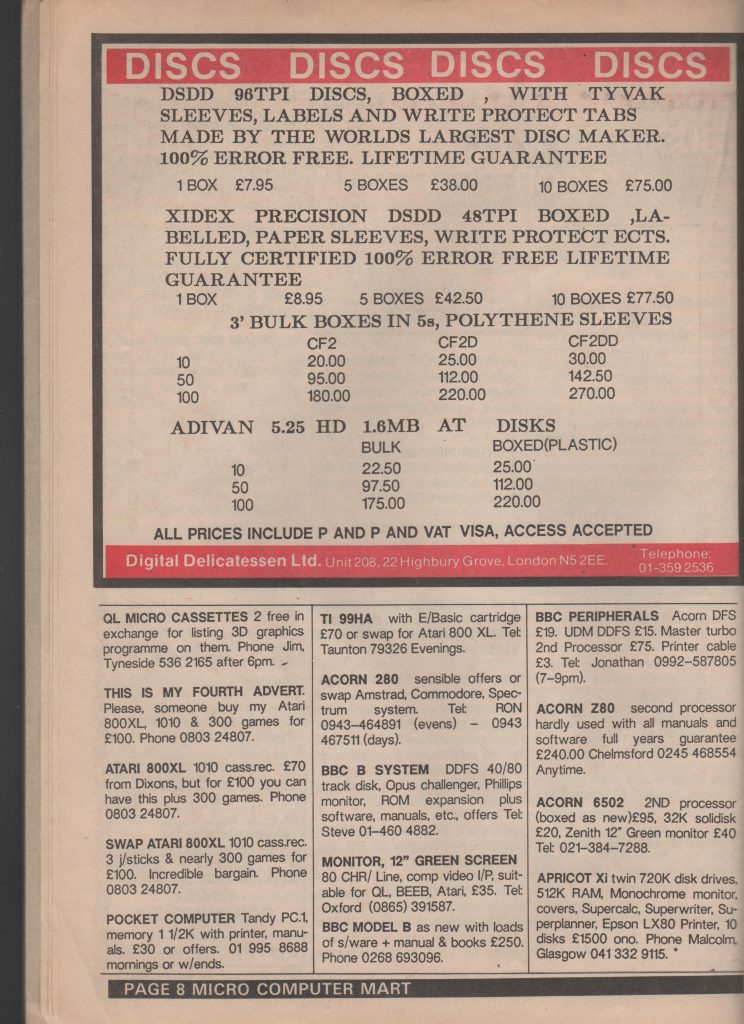 DISCS DISCS DISCS DISCS
DSDD 96TPI DISCS, BOXED , WITH TYVAK
SLEEVES, LABELS AND WRITE PROTECT TABS
MADE BY THE WORLDS LARGEST DISC MAKER.
100% ERROR FREE. LIFETIME GUARANTEE
1 BOX £7.95 5 BOXES £38.00 10 BOXES £75.00
XIDEX PRECISION DSDD 48TPI BOXED ,LA-
BELLED, PAPER SLEEVES, WRITE PROTECT ECTS.
FULLY CERTIFIED 100% ERROR FREE LIFETIME
GUARANTEE
1 BOX £8.95 5 BOXES £42.50 10 BOXES £77.50
3' BULK BOXES IN 5s, POLYTHENE SLEEVES
CF2 CF2D CF2DD
10 20.00 25.00 30.00
50 95.00 112.00 142.50
100 180.00 220.00 270.00
ADIVAN 5.25 HD 1.6MB AT DISKS
BULK BOXED(PLASTIC)
10 22.50 25.00
50 97.50 112.00
100 175.00 220.00
ALL PRICES INCLUDE P AND P AND VAT VISA, ACCESS ACCEPTED
Digital Delicatessen Ltd. Unit 208, 22 Highbury Grove, London N5 2EE.
Telephone:
01-359 2536
QL MICRO CASSETTES 2 free in
exchange for listing 3D graphics
programme on them. Phone Jim,
Tyneside 536 2165 after 6pm.
THIS IS MY FOURTH ADVERT.
Please, someone buy my Atari
800XL, 1010 & 300 games for
£100. Phone 0803 24807.
ATARI 800XL 1010 cass.rec. £70
from Dixons, but for £100 you can
have this plus 300 games. Phone
0803 24807.
SWAP ATARI 800XL 1010 cass.rec.
3 j/sticks & nearly 300 games for
£100. Incredible bargain. Phone
0803 24807.
POCKET COMPUTER Tandy PC.1,
memory 1 1/2K with printer, manu-
als. £30 or offers. 01 995 8688
mornings or w/ends.
TI 99HA with E/Basic cartridge
£70 or swap for Atari 800 XL. Tel:
Taunton 79326 Evenings.
ACORN 280 sensible offers or
swap Amstrad, Commodore, Spec-
trum system. Tel: RON
0943-464891 (evens) - 0943
467511 (days).
BBC B SYSTEM DDFS 40/80
track disk, Opus challenger, Phillips
monitor, ROM expansion plus
software, manuals, etc., offers Tel:
Steve 01-460 4882.
MONITOR, 12" GREEN SCREEN
80 CHR/ Line, comp video I/P, suit-
able for QL, BEEB, Atari, £35. Tel:
Oxford (0865) 391587.
BBC MODEL B as new with loads
of s/ware + manual & books £250.
Phone 0268 693096.
BBC PERIPHERALS Acorn DFS
£19. UDM DDFS £15. Master turbo
2nd Processor £75. Printer cable
£3. Tel: Jonathan 0992-587805
(7-9pm).
ACORN Z80 second processor
hardly used with all manuals and
software full years guarantee
£240.00 Chelmsford 0245 468554
Anytime.
ACORN 6502 2ND processor
(boxed as new)£95, 32K solidisk
£20, Zenith 12" Green monitor £40
Tel: 021-384-7288.
APRICOT Xi twin 720K disk drives,
512K RAM, Monochrome monitor,
covers, Supercalc, Superwriter, Su-
perplanner, Epson LX80 Printer, 10
disks £1500 ono. Phone Malcolm,
Glasgow 041 332 9115. *
PAGE 8 MICRO COMPUTER MART